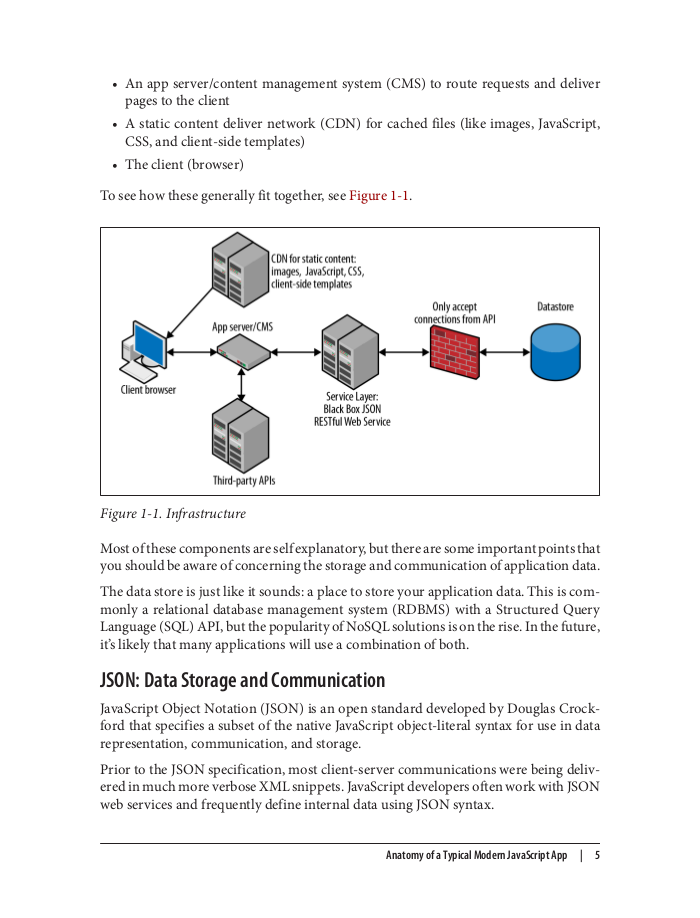 • An app server/content management system (CMS) to route requests and deliver
pages to the client
• A static content deliver network (CDN) for cached files (like images, JavaScript,
CSS, and client-side templates)
• The client (browser)
To see how these generally fit together, see Figure 1-1.
CDN for static content:
images, JavaScript, CSS,
client-side templates
App server/CMS
Only accept
connections from API
Datastore
Client browser
Service Layer:
Black Box JSON
RESTful Web Service
Third-party APIs
Figure 1-1. Infrastructure
Most of these components are self explanatory, but there are some important points that
you should be aware of concerning the storage and communication of application data.
The data store is just like it sounds: a place to store your application data. This is com-
monly a relational database management system (RDBMS) with a Structured Query
Language (SQL) API, but the popularity of NoSQL solutions is on the rise. In the future,
it’s likely that many applications will use a combination of both.
JSON: Data Storage and Communication
JavaScript Object Notation (JSON) is an open standard developed by Douglas Crock-
ford that specifies a subset of the native JavaScript object-literal syntax for use in data
representation, communication, and storage.
Prior to the JSON specification, most client-server communications were being deliv-
ered in much more verbose XML snippets. JavaScript developers often work with JSON
web services and frequently define internal data using JSON syntax.
Anatomy of a Typical Modern JavaScript App | 5